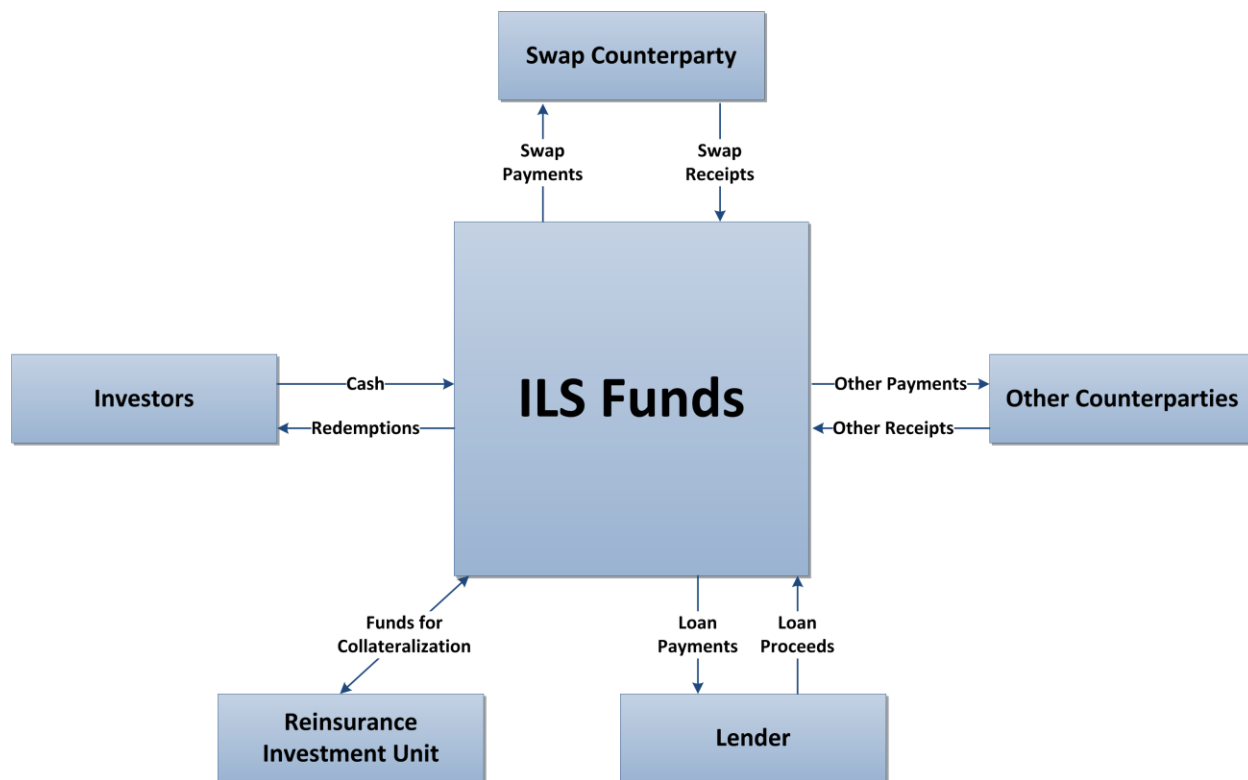 Swap Counterparty
Swap
Payments
Swap
Receipts
Investors
Cash
Redemptions
ILS Funds
Other Payments
Other Receipts
Other Counterparties
Funds for
Collateralization
Loan
Payments
Loan
Proceeds
Reinsurance
Investment Unit
Lender